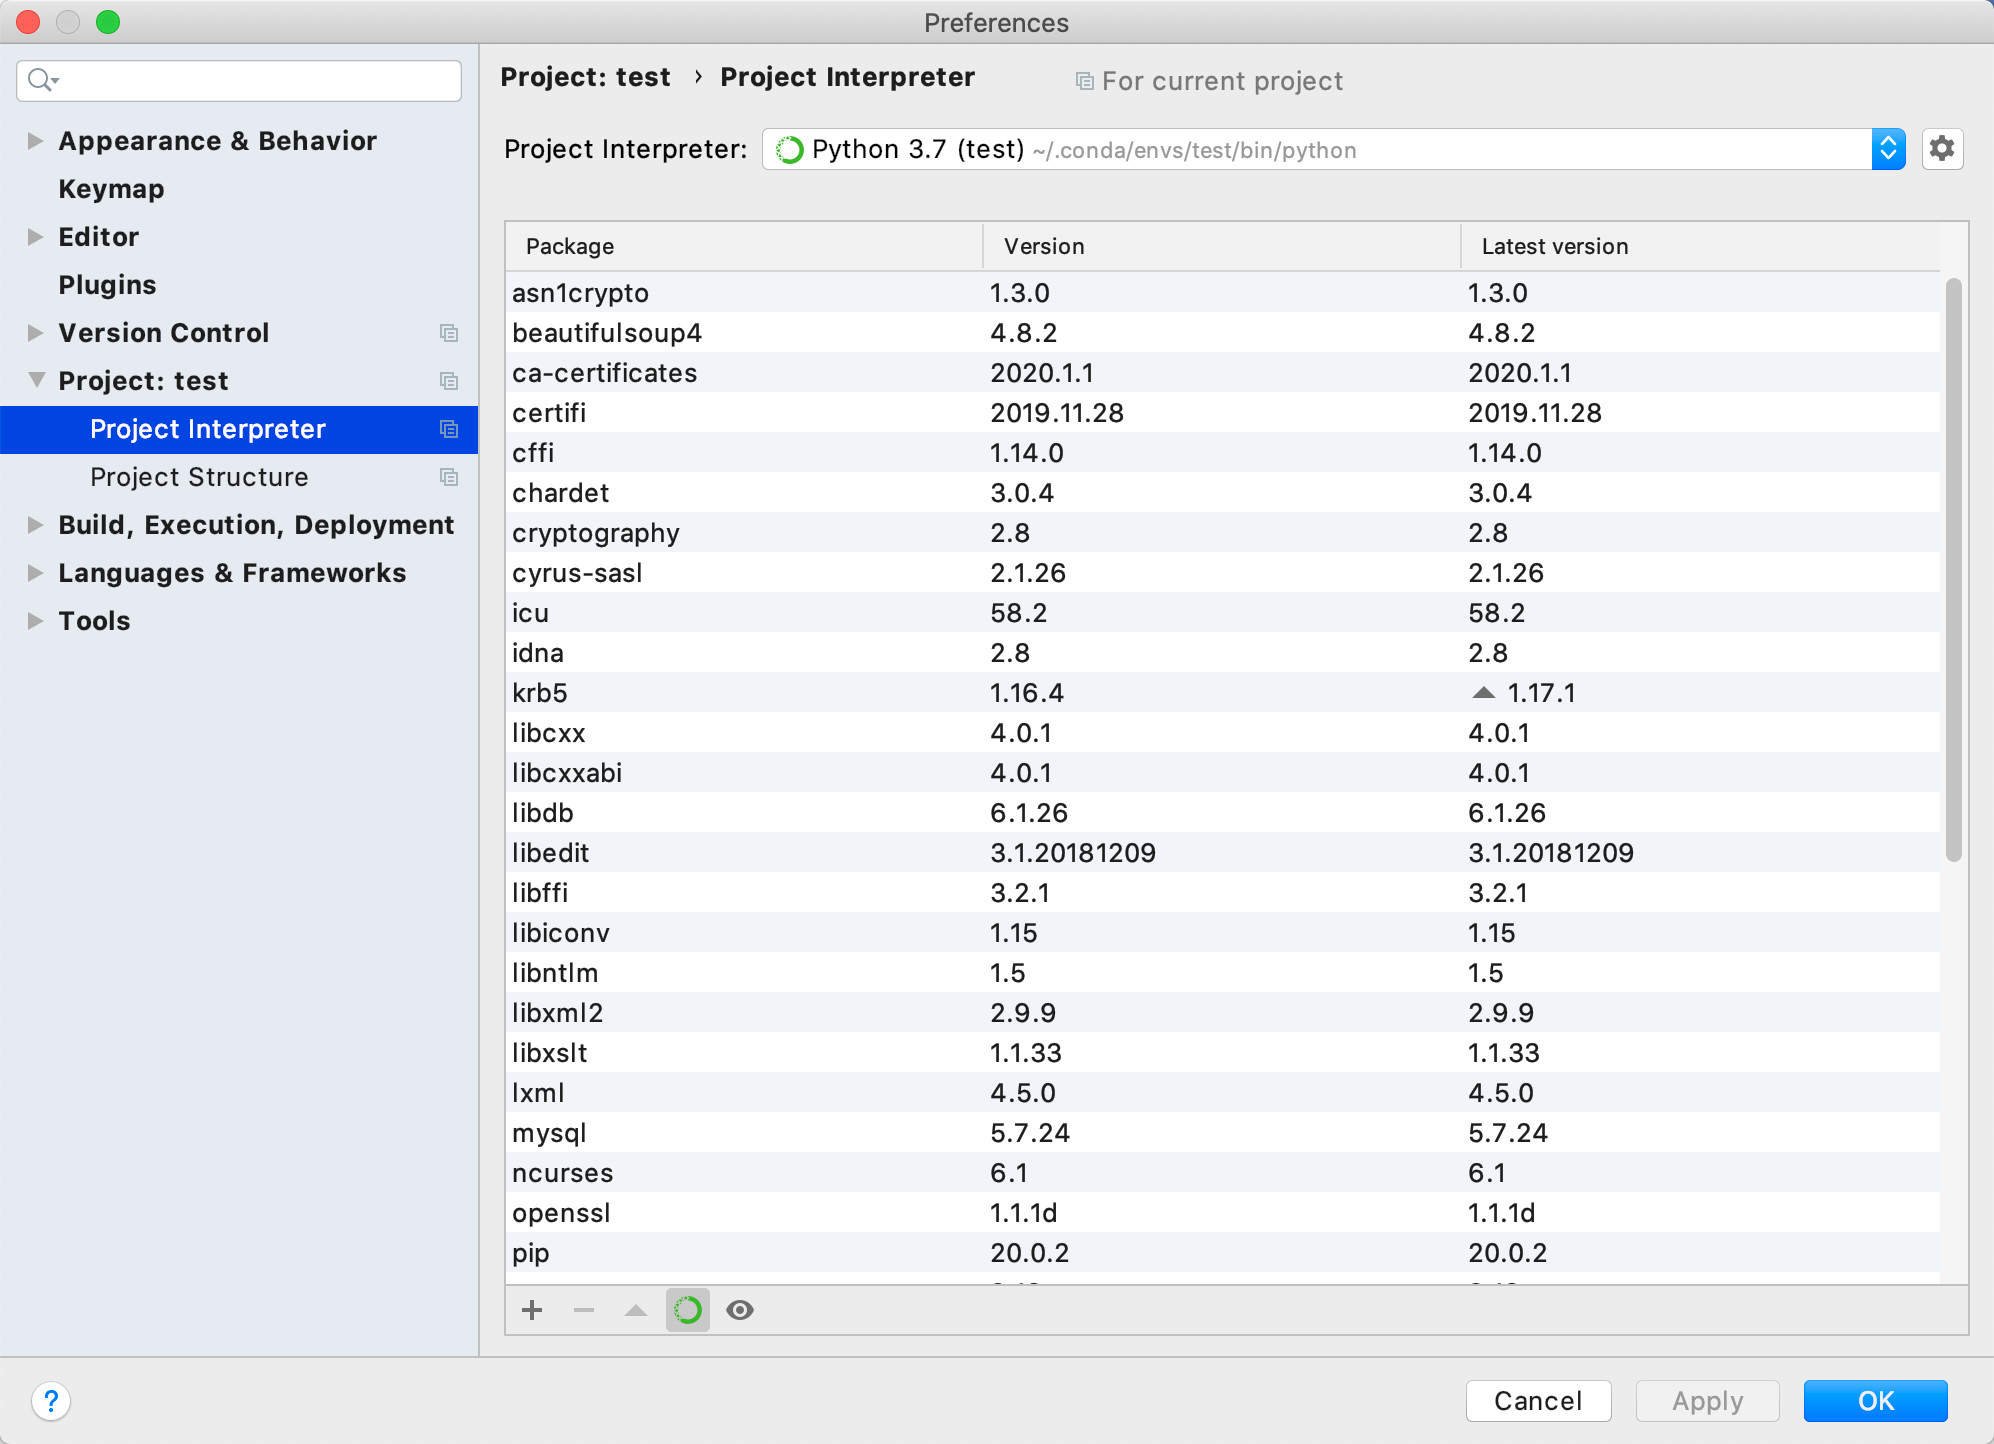 Preferences
Project: test › Project Interpreter
For current project
Project Interpreter: Python 3.7 (test) ~/.conda/envs/test/bin/python
Appearance & Behavior
Keymap
Editor
Plugins
Version Control
Project: test
Project Interpreter
Project Structure
Build, Execution, Deployment
Languages & Frameworks
Tools
Package Version Latest version
asn1crypto 1.3.0 1.3.0
beautifulsoup4 4.8.2 4.8.2
ca-certificates 2020.1.1 2020.1.1
certifi 2019.11.28 2019.11.28
cffi 1.14.0 1.14.0
chardet 3.0.4 3.0.4
cryptography 2.8 2.8
cyrus-sasl 2.1.26 2.1.26
icu 58.2 58.2
idna 2.8 2.8
krb5 1.16.4 1.17.1
libcxx 4.0.1 4.0.1
libcxxabi 4.0.1 4.0.1
libdb 6.1.26 6.1.26
libedit 3.1.20181209 3.1.20181209
libffi 3.2.1 3.2.1
libiconv 1.15 1.15
libntlm 1.5 1.5
libxml2 2.9.9 2.9.9
libxslt 1.1.33 1.1.33
lxml 4.5.0 4.5.0
mysql 5.7.24 5.7.24
ncurses 6.1 6.1
openssl 1.1.1d 1.1.1d
pip 20.0.2 20.0.2
?
Cancel
Apply
OK